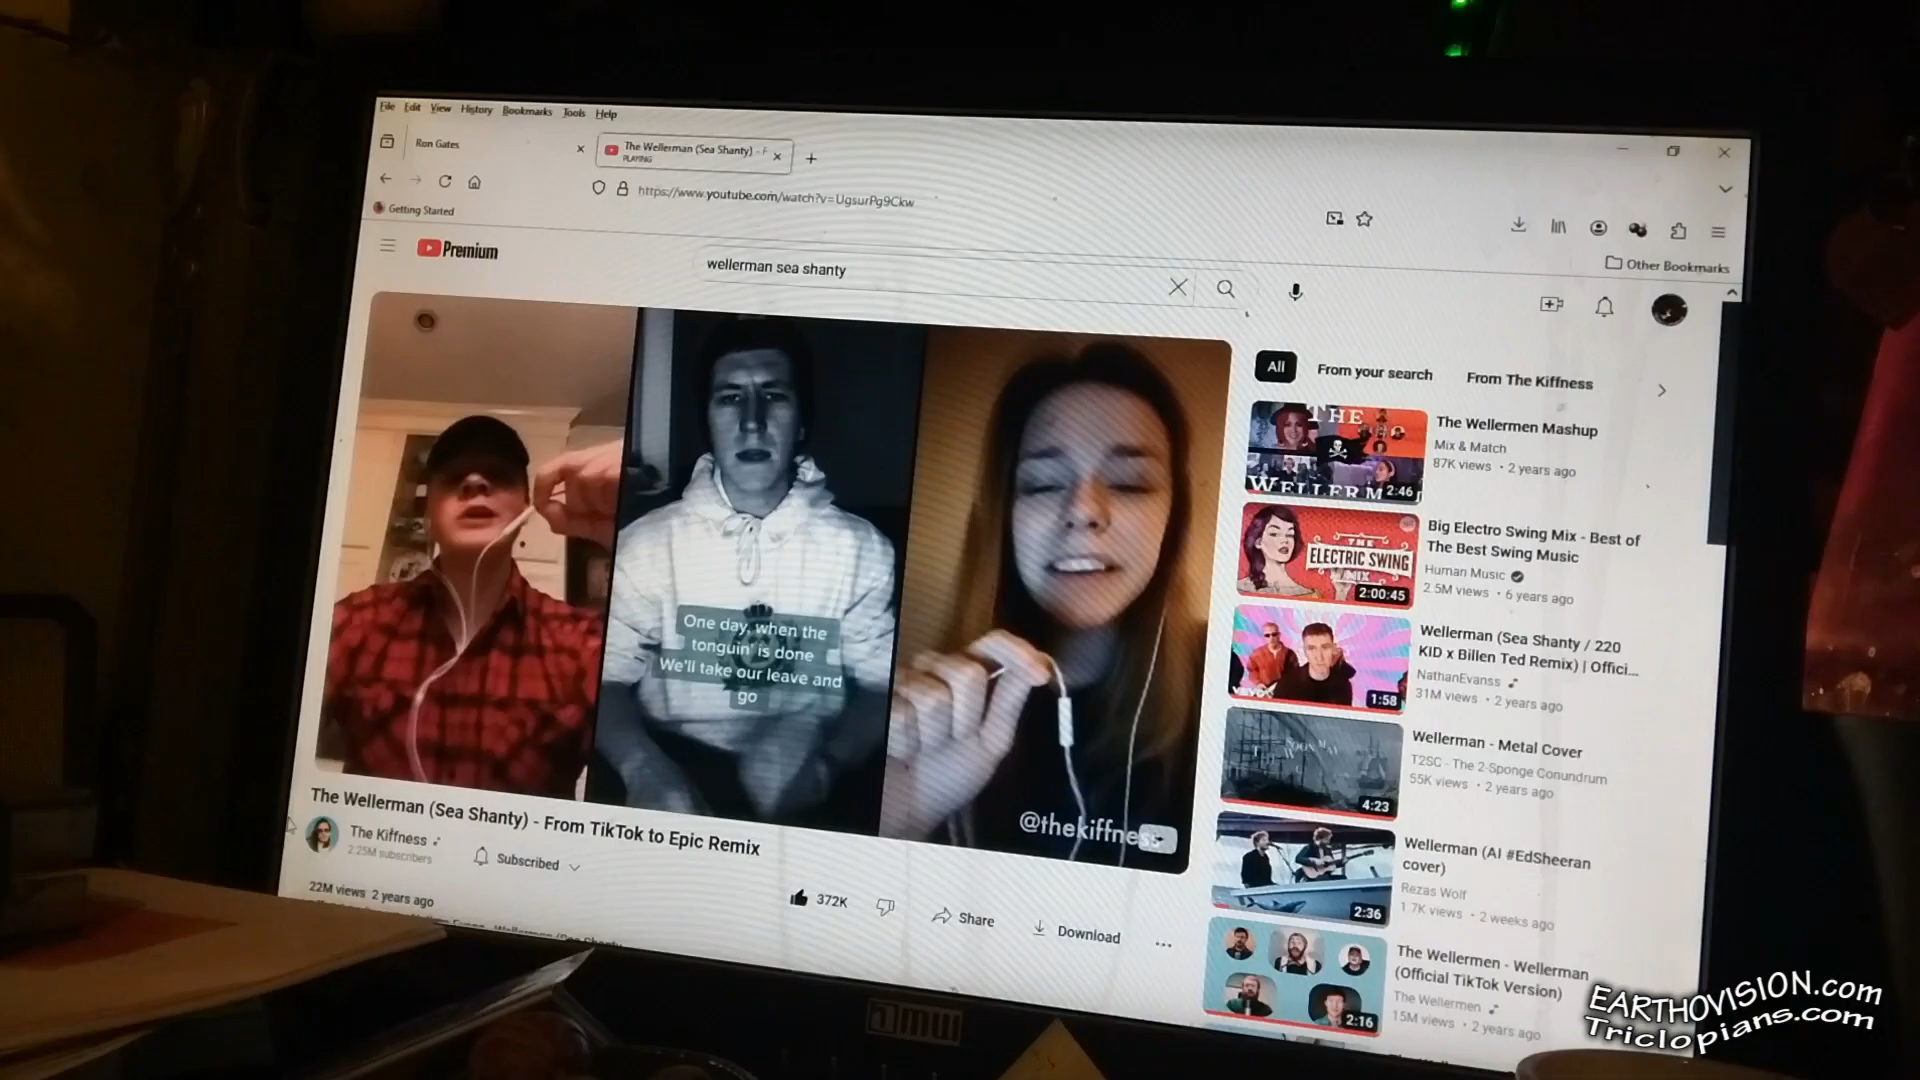 File Edit View History Bookmarks Tools Help
Ron Gates
The Wellerman (Sea Shanty) - F
PLAYING
https://www.youtube.com/watch?v=UgsurPg9Ckw
Getting Started
Other Bookmarks
Premium
wellerman sea shanty
All From your search From The Kiffness
One day, when the
tonguin' is done
We'll take our leave and
go
@thekiffness
The Wellerman (Sea Shanty) - From TikTok to Epic Remix
The Kiffness
2.25M subscribers
Subscribed
372K
Share
Download
22M views 2 years ago
THE
WELLERM
2:46
The Wellermen Mashup
Mix & Match
87K views • 2 years ago
THE
ELECTRIC SWING
MIX
2:00:45
Big Electro Swing Mix - Best of
The Best Swing Music
Human Music
2.5M views • 6 years ago
vevo
1:58
Wellerman (Sea Shanty / 220
KID x Billen Ted Remix) | Offici...
NathanEvanss
31M views • 2 years ago
4:23
Wellerman - Metal Cover
T2SC - The 2-Sponge Conundrum
55K views • 2 years ago
2:36
Wellerman (AI #EdSheeran
cover)
Rezas Wolf
1.7K views • 2 weeks ago
2:16
The Wellermen - Wellerman
(Official TikTok Version)
The Wellermen
15M views • 2 years ago
amw
EARTHOVISION.com
Triclopians.com